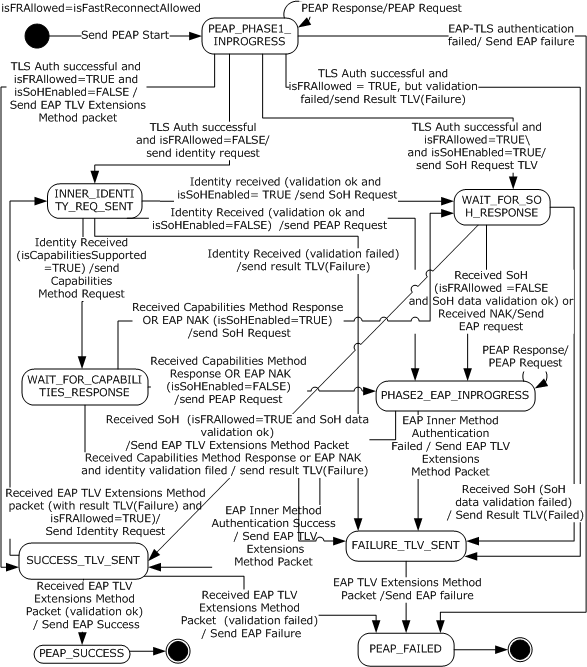 isFRAllowed=isFastReconnectAllowed
Send PEAP Start
PEAP_PHASE1_
INPROGRESS
PEAP Response/PEAP Request
EAP-TLS authentication
failed/ Send EAP failure
TLS Auth successful and
isFRAllowed=TRUE and
isSoHEnabled=FALSE /
Send EAP TLV Extensions
Method packet
TLS Auth successful and
isFRAllowed = TRUE, but validation
failed/send Result TLV(Failure)
TLS Auth successful
and isFRAllowed=FALSE/
send identity request
TLS Auth successful and
isFRAllowed=TRUE\
and isSoHEnabled=TRUE/
send SoH Request TLV
INNER_IDENTI
TY_REQ_SENT
Identity received (validation ok and
isSoHEnabled= TRUE /send SoH Request
WAIT_FOR_SO
H_RESPONSE
Identity Received (validation ok and
isSoHEnabled=FALSE) /send PEAP Request
Identity Received
(isCapabilitiesSupported
=TRUE) /send
Capabilities
Method Request
Identity Received (validation failed)
/send result TLV(Failure)
Received SoH
(isFRAllowed =FALSE
and SoH data validation ok) or
Received NAK/Send
EAP request
Received Capabilities Method Response
OR EAP NAK (isSoHEnabled=TRUE)
/send SoH Request
PEAP Response/
PEAP Request
WAIT_FOR_CAPABILI
TIES_RESPONSE
Received Capabilities Method
Response OR EAP NAK
(isSoHEnabled=FALSE)
/send PEAP Request
PHASE2_EAP_INPROGRESS
Received SoH (isFRAllowed=TRUE and SoH data
validation ok)
/Send EAP TLV Extensions Method Packet
Received Capabilities Method Response or EAP NAK
and identity validation filed / send result TLV(Failure)
EAP Inner Method
Authentication
Failed / Send EAP TLV
Extensions
Method Packet
Received EAP TLV Extensions Method
packet (with result TLV(Failure) and
isFRAllowed=TRUE)/
Send Identity Request
EAP Inner Method
Authentication Success
/ Send EAP TLV
Extensions
Method Packet
Received SoH (SoH
data validation failed)
/ Send Result TLV(Failed)
SUCCESS_TLV_SENT
FAILURE_TLV_SENT
Received EAP TLV
Extensions Method
Packet (validation ok)
/ Send EAP Success
Received EAP TLV
Extensions Method
Packet (validation failed)
/ Send EAP Failure
EAP TLV Extensions Method
Packet /Send EAP failure
PEAP_SUCCESS
PEAP_FAILED